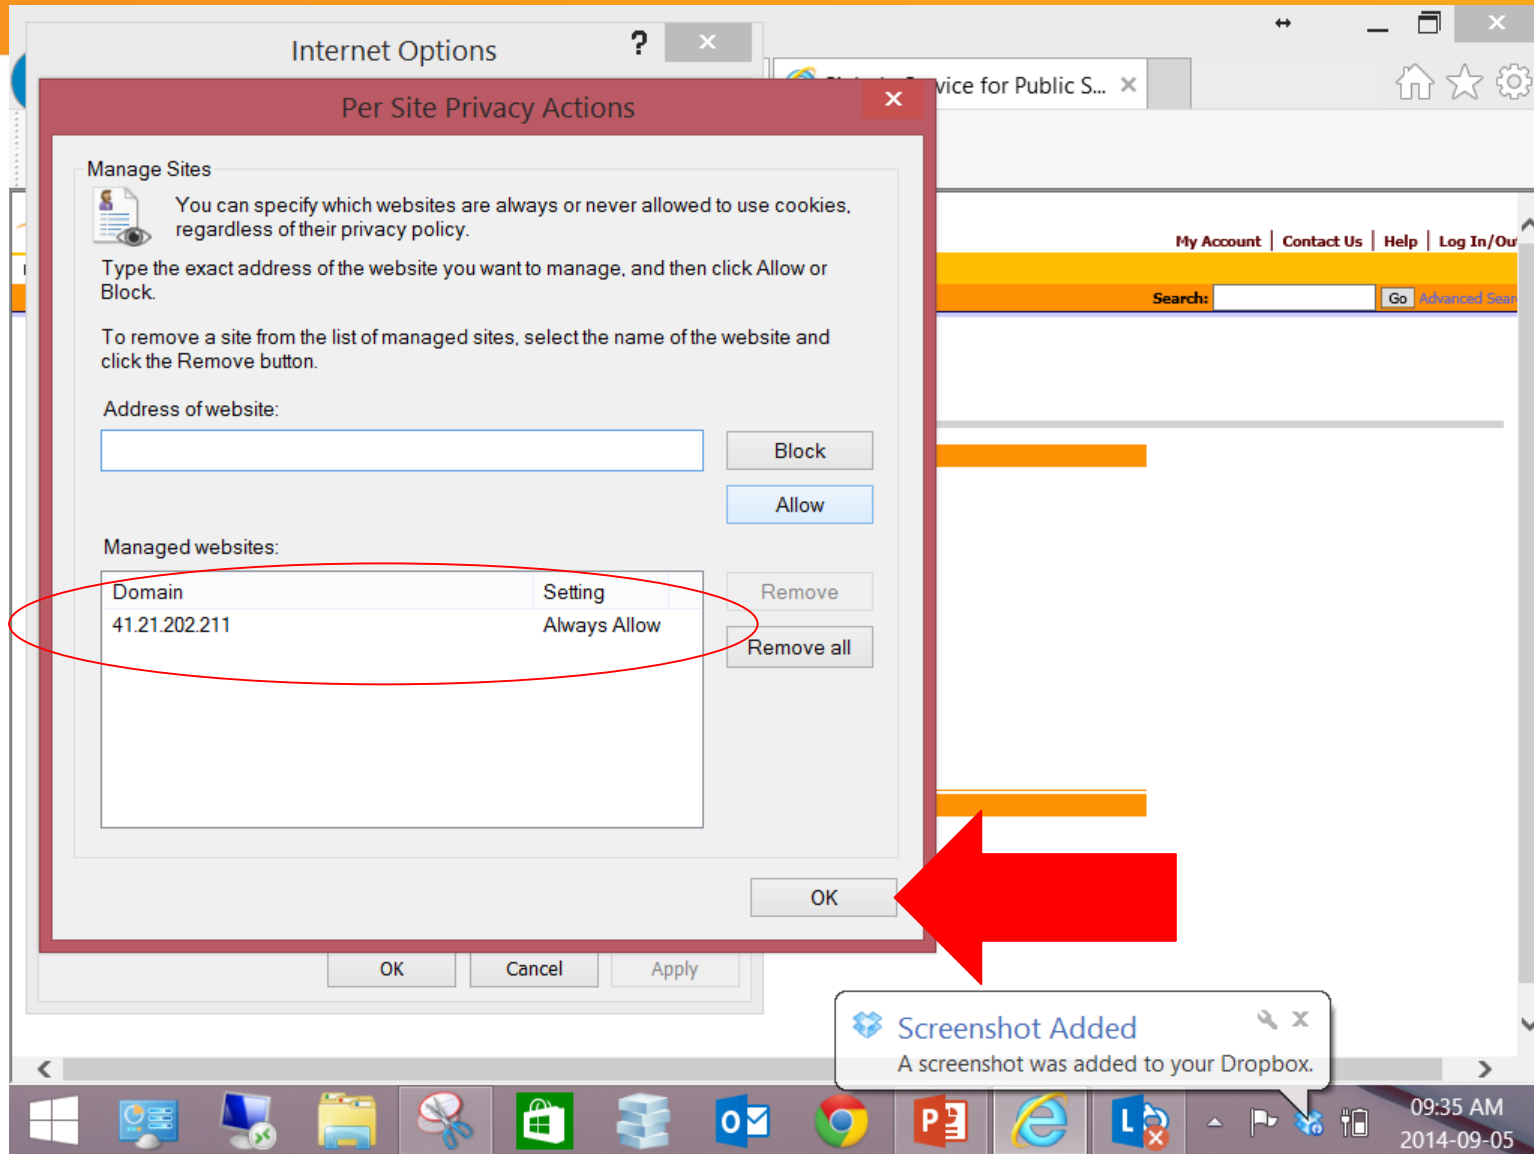 Internet Options
?
vice for Public S...
Per Site Privacy Actions
Manage Sites
You can specify which websites are always or never allowed to use cookies,
regardless of their privacy policy.
Type the exact address of the website you want to manage, and then click Allow or
Block.
To remove a site from the list of managed sites, select the name of the website and
click the Remove button.
Address of website:
Block
Allow
Managed websites:
Domain Setting
Remove
41.21.202.211 Always Allow
Remove all
OK
OK Cancel Apply
My Account | Contact Us | Help | Log In/Ou
Search: Go Advanced Sear
Screenshot Added
A screenshot was added to your Dropbox.
09:35 AM
2014-09-05